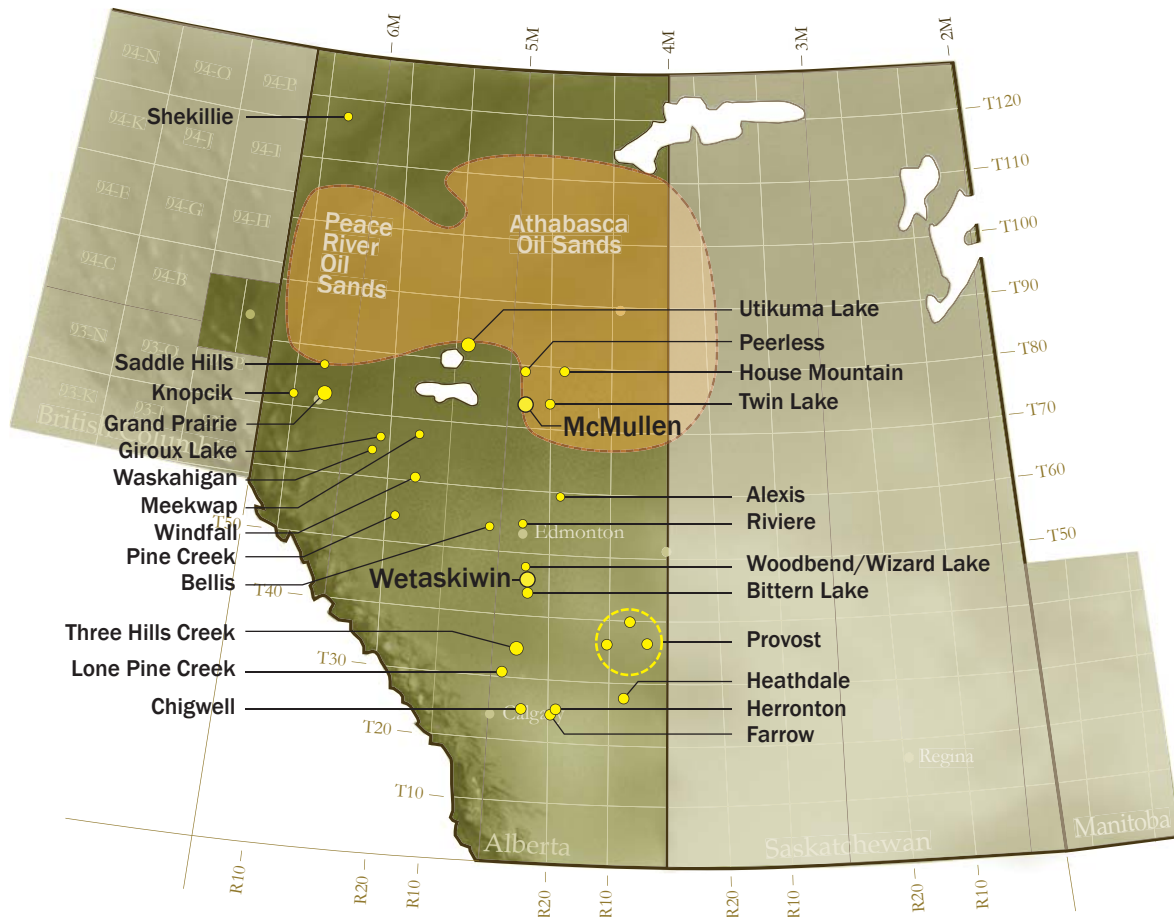 6M
5M
4M
3M
2M
94-N
94-O
94-P
T120
Shekillie
94-K
94-J
94-I
T110
94-F
94-G
94-H
Peace
River
Oil
Sands
Athabasca
Oil Sands
T100
94-C
94-B
T90
Utikuma Lake
93-N
93-O
Peerless
T80
Saddle Hills
House Mountain
Knopcik
93-K
Twin Lake
T70
British Columbia
Grand Prairie
McMullen
Giroux Lake
Waskahigan
T60
Meekwap
Alexis
T50
Windfall
Riviere
Edmonton
T50
Pine Creek
Woodbend/Wizard Lake
Bellis
Wetaskiwin
T40
Bittern Lake
Three Hills Creek
Provost
T30
Lone Pine Creek
Heathdale
Chigwell
Calgary
Herronton
T20
Farrow
Regina
T10
Alberta
Saskatchewan
Manitoba
R10
R20
R10
R20
R10
R20
R10
R20
R10